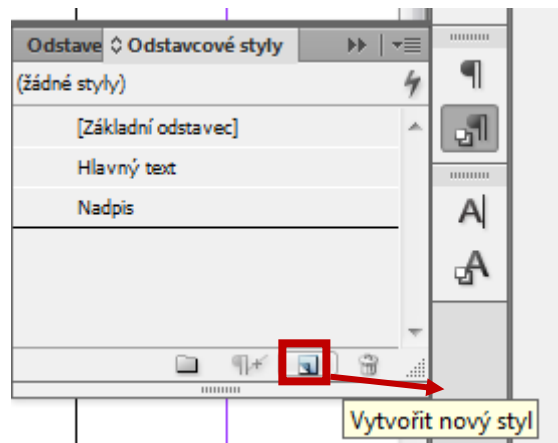 Odstave Odstavcové styly
(žádné styly)
[Základní odstavec]
Hlavný text
Nadpis
Vytvořit nový styl